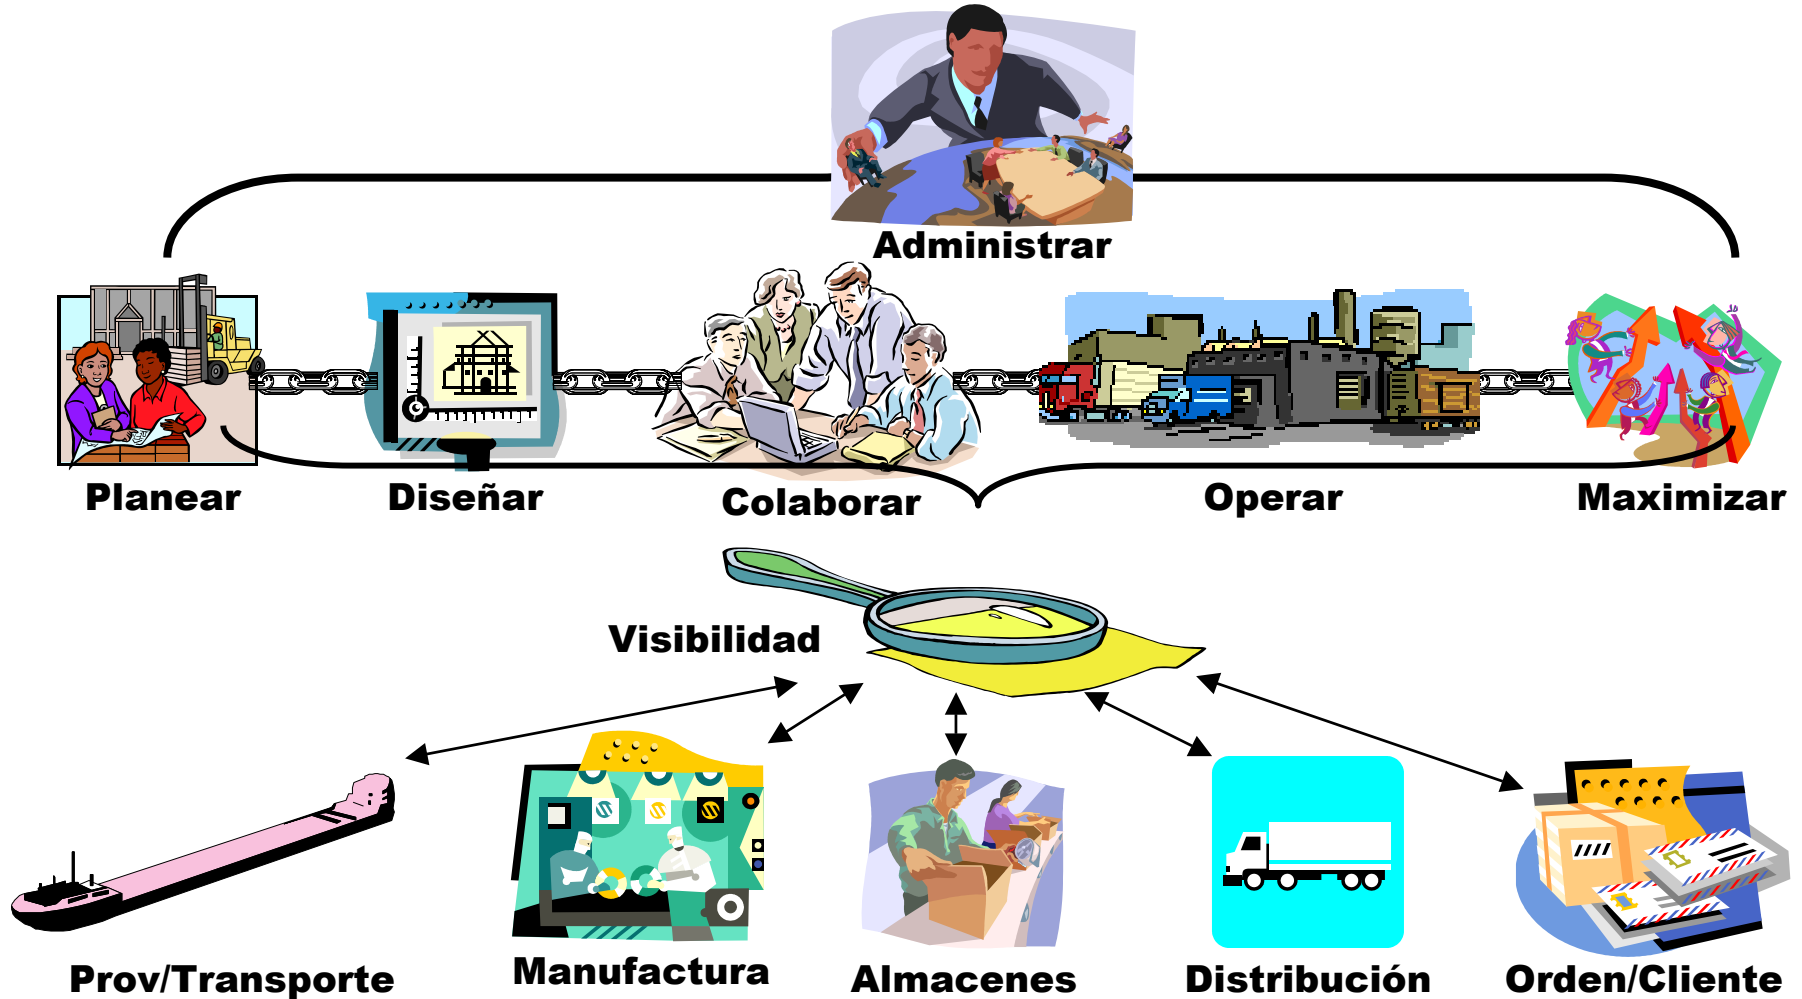 Administrar
Planear
Diseñar
Colaborar
Operar
Maximizar
Visibilidad
Prov/Transporte
Manufactura
Almacenes
Distribución
Orden/Cliente